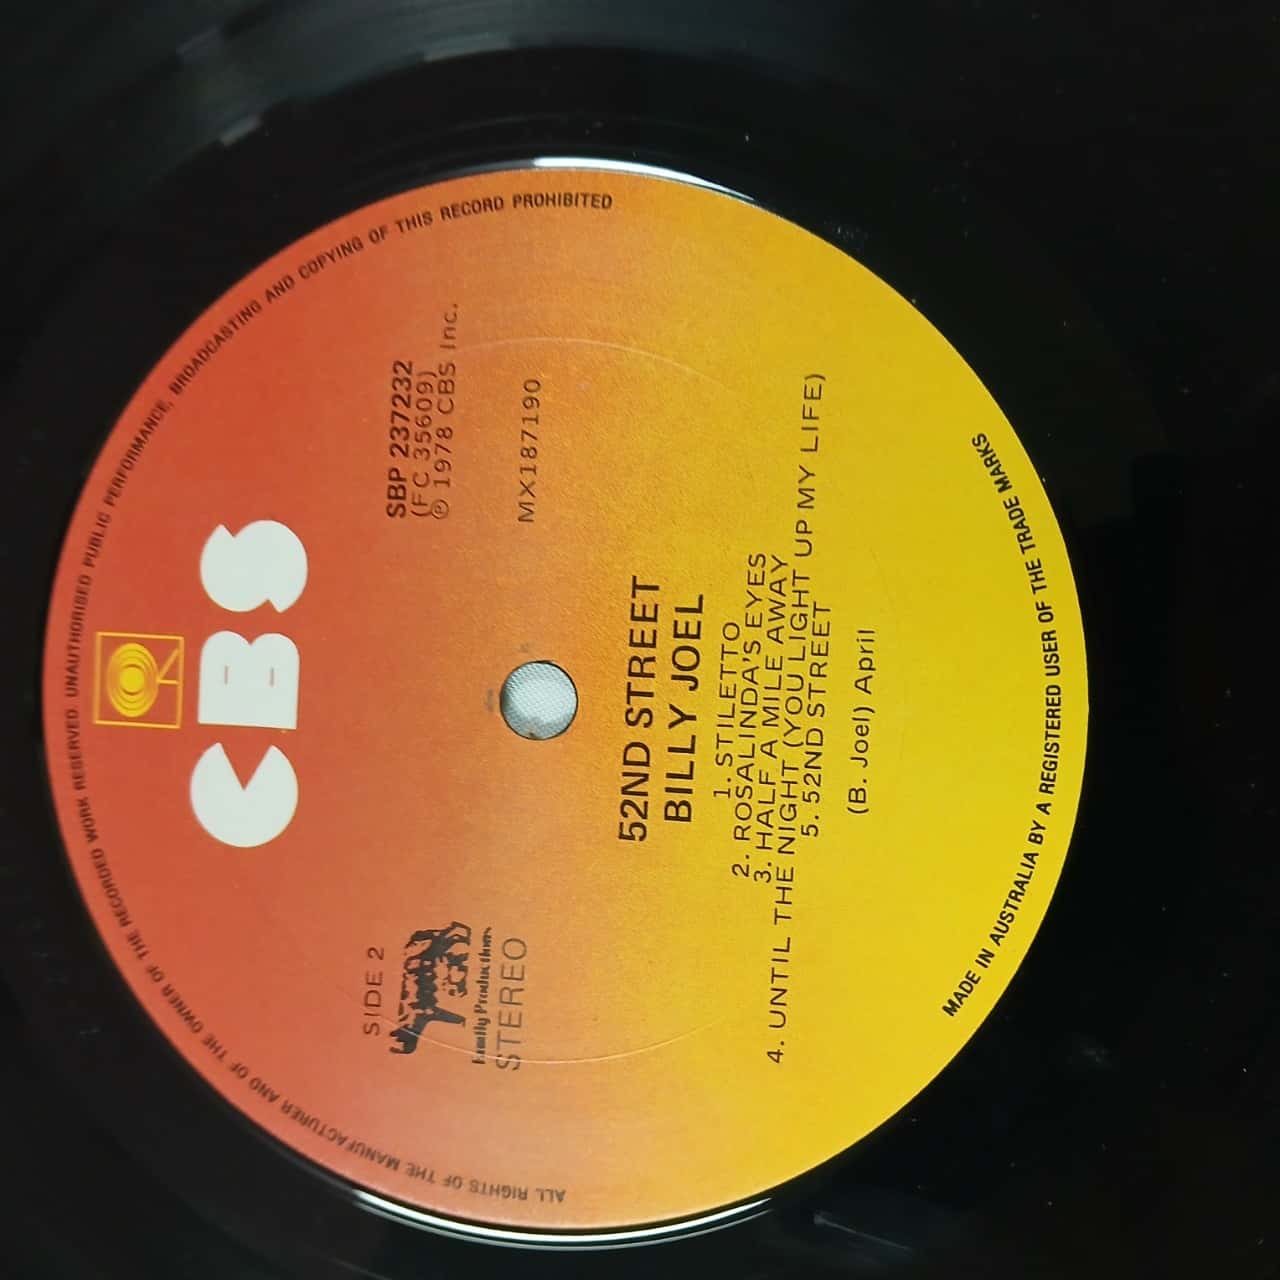 ALL RIGHTS OF THE MANUFACTURER AND OF THE OWNER OF THE RECORDED WORK RESERVED. UNAUTHORISED PUBLIC PERFORMANCE, BROADCASTING AND COPYING OF THIS RECORD PROHIBITED
CBS
SIDE 2
Family Productions
STEREO
SBP 237232
(FC 35609)
© 1978 CBS Inc.
MX187190
52ND STREET
BILLY JOEL
1. STILETTO
2. ROSALINDA'S EYES
3. HALF A MILE AWAY
4. UNTIL THE NIGHT (YOU LIGHT UP MY LIFE)
5. 52ND STREET
(B. Joel) April
MADE IN AUSTRALIA BY A REGISTERED USER OF THE TRADE MARKS